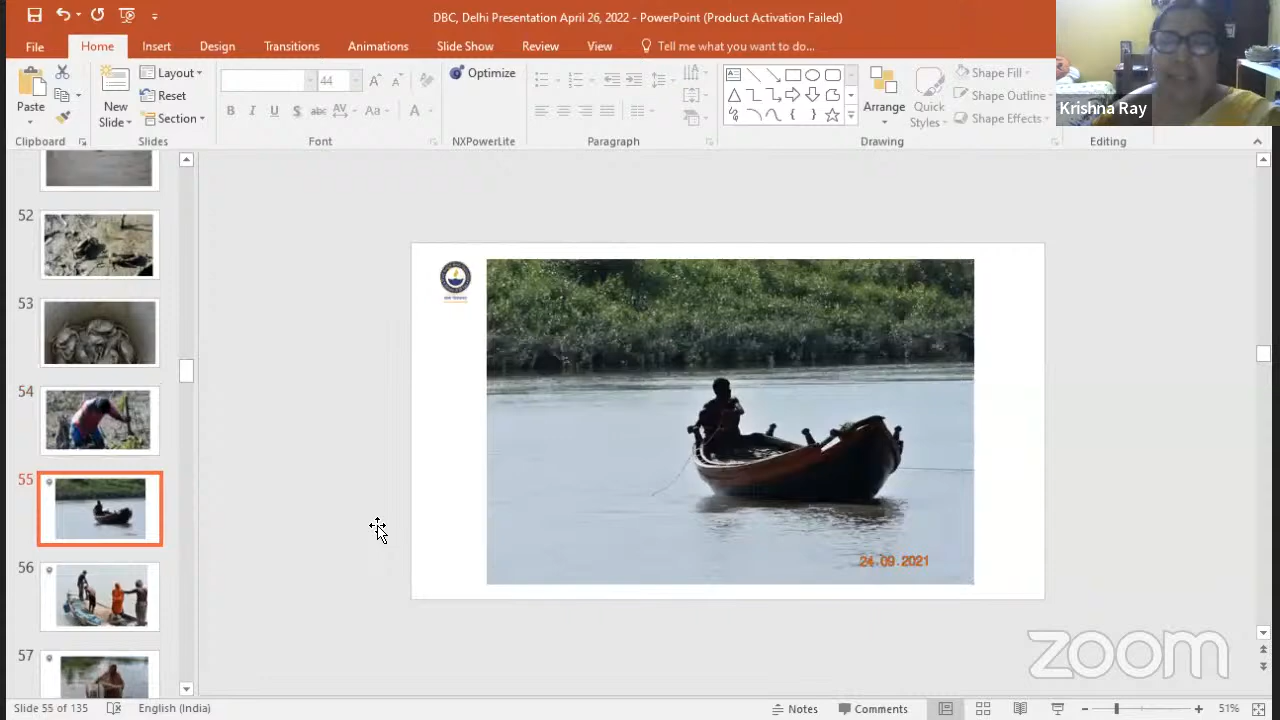 DBC, Delhi Presentation April 26, 2022 - PowerPoint (Product Activation Failed)
File Home Insert Design Transitions Animations Slide Show Review View Tell me what you want to do...
Paste
New Slide
Layout
Reset
Section
44
B I U S abc AV Aa A
Optimize
Arrange
Quick Styles
Shape Fill
Shape Outline
Shape Effects
Clipboard Slides Font NXPowerLite Paragraph Drawing Editing
Krishna Ray
52
53
54
55
56
57
24.09.2021
zoom
Slide 55 of 135 English (India) Notes Comments 51%